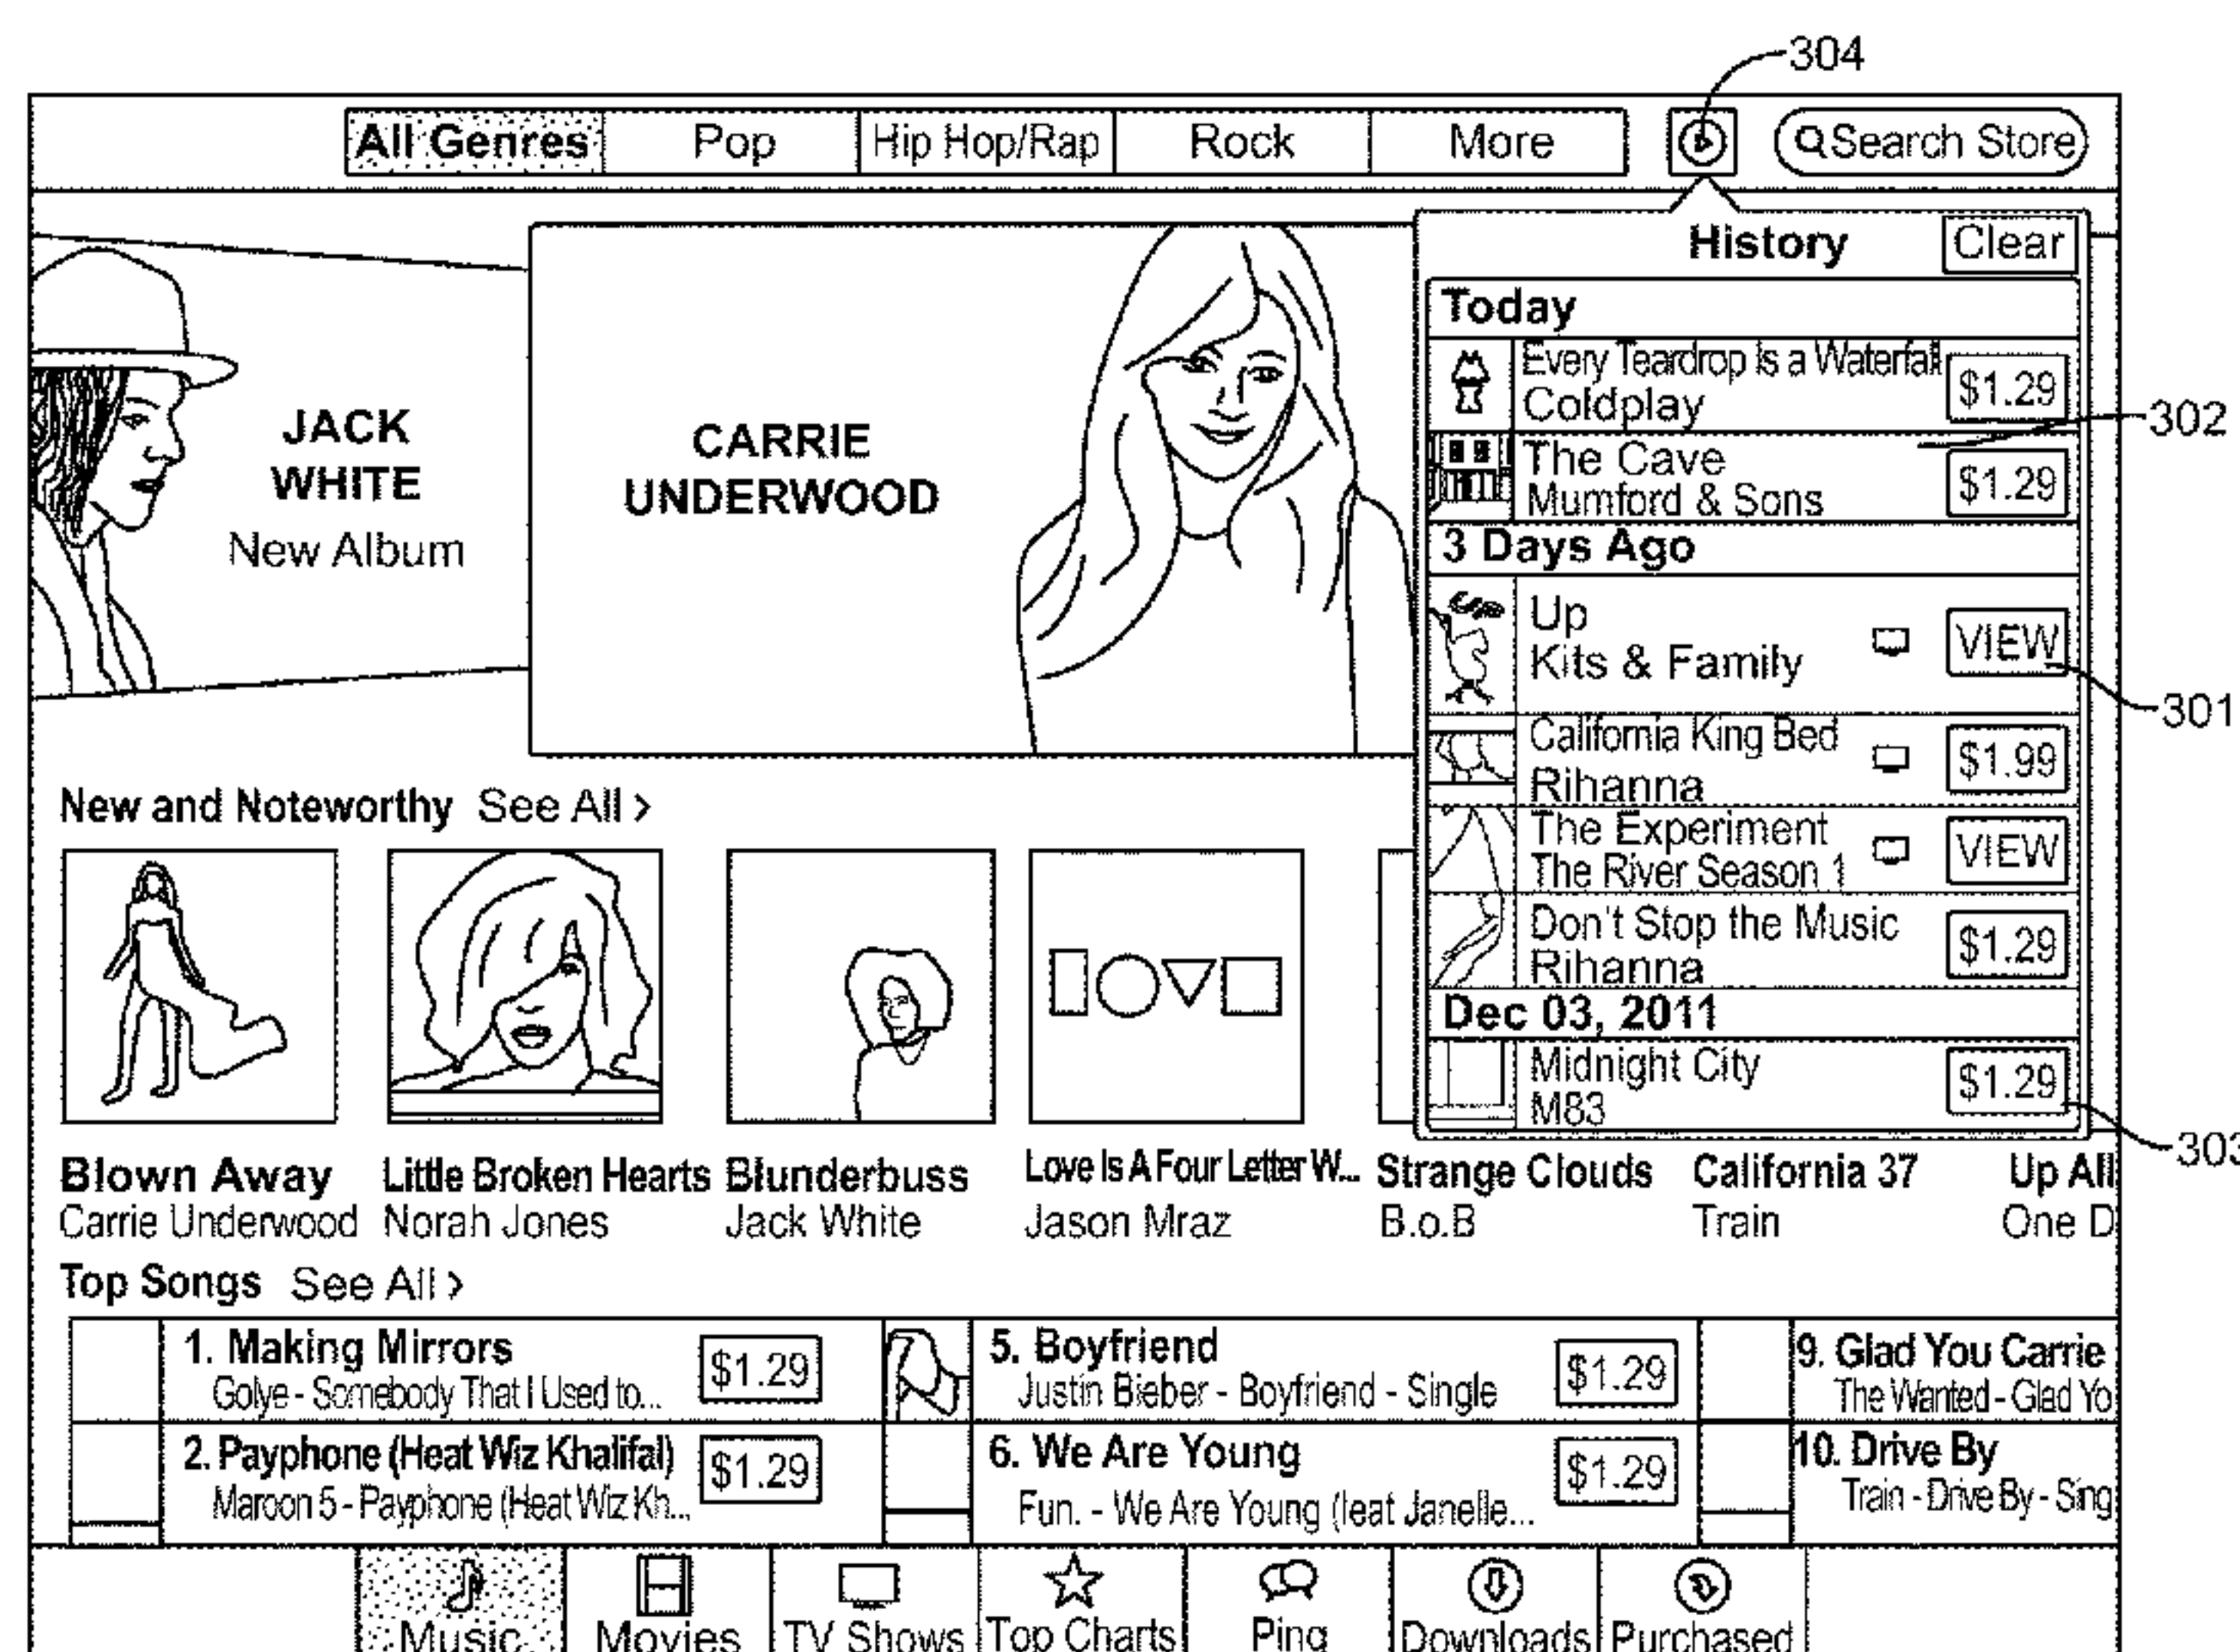 304
All Genres Pop Hip Hop/Rap Rock More Search Store
History Clear
Today
Every Teardrop Is a Waterfall
Coldplay
$1.29
302
The Cave
Mumford & Sons
$1.29
3 Days Ago
Up
Kits & Family
VIEW
301
California King Bed
Rihanna
$1.99
The Experiment
The River Season 1
VIEW
Don't Stop the Music
Rihanna
$1.29
Dec 03, 2011
Midnight City
M83
$1.29
303
JACK
WHITE
New Album
CARRIE
UNDERWOOD
New and Noteworthy See All >
Blown Away
Carrie Underwood
Little Broken Hearts
Norah Jones
Blunderbuss
Jack White
Love Is A Four Letter W...
Jason Mraz
Strange Clouds
B.o.B
California 37
Train
Up All
One D
Top Songs See All >
1. Making Mirrors
Golye - Somebody That I Used to...
$1.29
5. Boyfriend
Justin Bieber - Boyfriend - Single
$1.29
9. Glad You Carrie
The Wanted - Glad Yo
2. Payphone (Heat Wiz Khalifal)
Maroon 5 - Payphone (Heat Wiz Kh...
$1.29
6. We Are Young
Fun. - We Are Young (leat Janelle...
$1.29
10. Drive By
Train - Drive By - Sing
Music Movies TV Shows Top Charts Ping Downloads Purchased